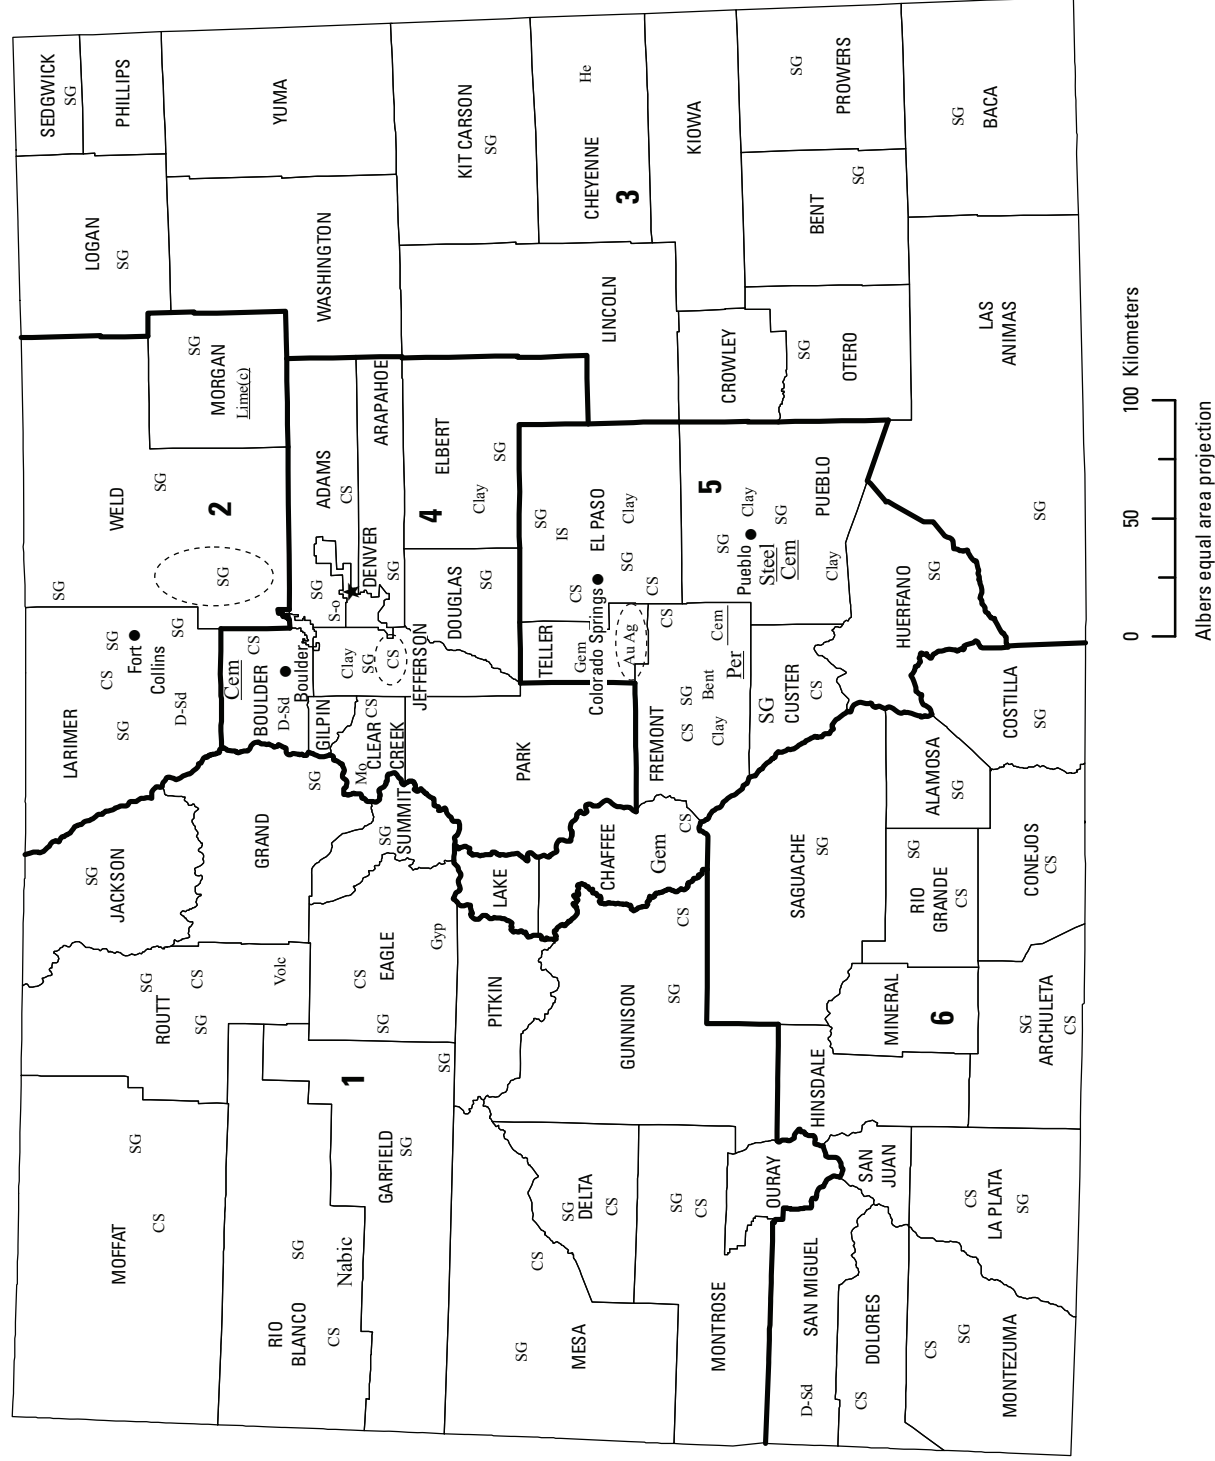 MOFFAT
SG
CS
ROUTT
SG
CS
SG
Volc
JACKSON
SG
LARIMER
SG
CS
SG
Fort
Collins
SG
D-Sd
WELD
SG
SG
SG
2
MORGAN
SG
Lime(c)
LOGAN
SG
SEDGWICK
SG
PHILLIPS
YUMA
WASHINGTON
RIO
BLANCO
SG
CS
Nabic
GARFIELD
SG
SG
1
EAGLE
CS
SG
Gyp
GRAND
SG
SUMMIT
SG
BOULDER
Cem
CS
D-Sd
Boulder
GILPIN
CLEAR
CREEK
CS
Mo
JEFFERSON
Clay
SG
CS
ADAMS
CS
SG
S-o
DENVER
SG
ARAPAHOE
4
DOUGLAS
SG
ELBERT
Clay
SG
KIT CARSON
SG
CHEYENNE
He
3
LINCOLN
KIOWA
MESA
SG
CS
DELTA
SG
CS
PITKIN
LAKE
PARK
TELLER
Gem
Au Ag
EL PASO
SG
IS
Clay
SG
CS
CS
Colorado Springs
GUNNISON
SG
CS
CHAFFEE
Gem
CS
FREMONT
CS
SG
Clay
Bent
Per
Cem
CS
MONTROSE
SG
CS
OURAY
SAN MIGUEL
D-Sd
DOLORES
CS
SAN
JUAN
HINSDALE
MINERAL
6
SAGUACHE
SG
CUSTER
SG
CS
PUEBLO
5
SG
Pueblo
Clay
Steel
Cem
SG
Clay
HUERFANO
SG
CROWLEY
OTERO
SG
BENT
SG
PROWERS
SG
BACA
SG
LAS
ANIMAS
SG
MONTEZUMA
CS
SG
LA PLATA
CS
SG
ARCHULETA
SG
CS
RIO
GRANDE
SG
CS
ALAMOSA
SG
CONEJOS
CS
COSTILLA
SG
0 50 100 Kilometers
Albers equal area projection